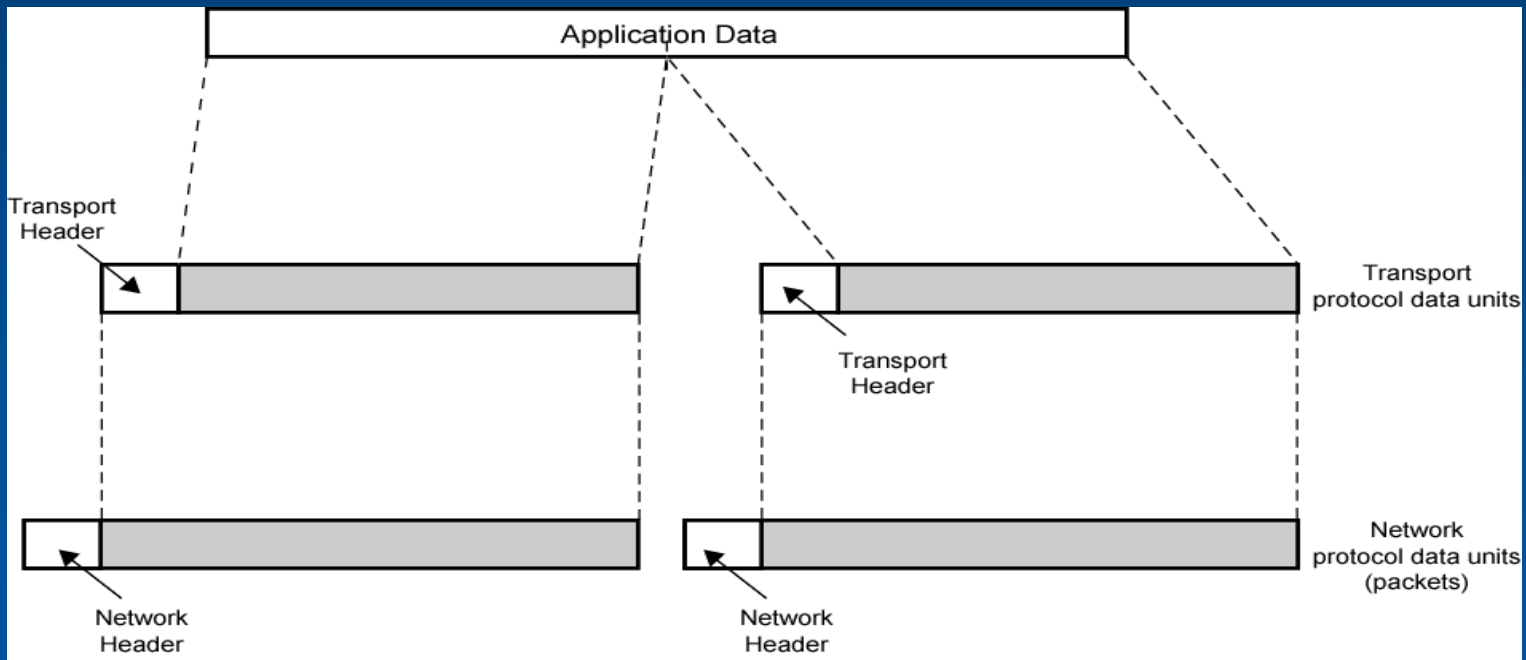 Application Data
Transport
Header
Transport
protocol data units
Transport
Header
Network
protocol data units
(packets)
Network
Header
Network
Header